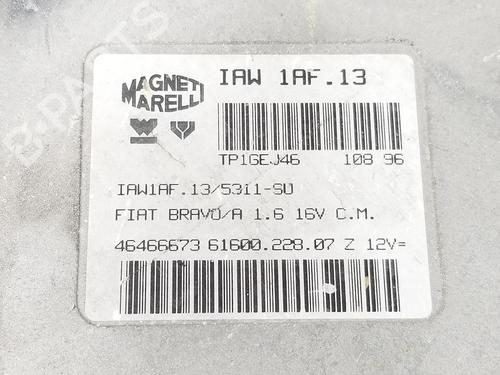 MAGNETI
MARELLI
IAW 1AF.13
TP1GEJ46 108 96
IAW1AF.13/5311-SU
FIAT BRAVO/A 1.6 16V C.M.
46466673 61600.228.07 Z 12V=
B-PARTS